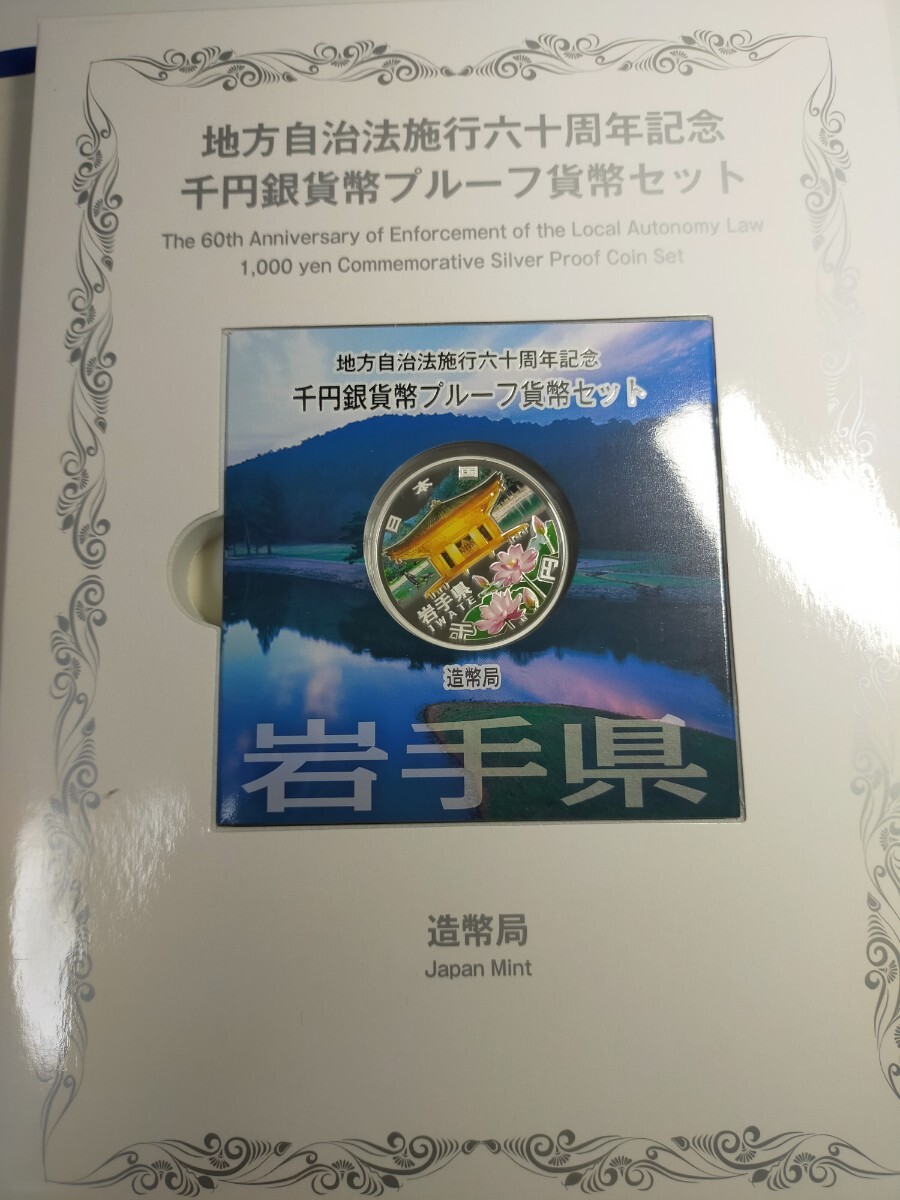 地方自治法施行六十周年記念
千円銀貨幣プルーフ貨幣セット
The 60th Anniversary of Enforcement of the Local Autonomy Law
1,000 yen Commemorative Silver Proof Coin Set
地方自治法施行六十周年記念
千円銀貨幣プルーフ貨幣セット
日本国
岩手県
IWATE
千円
造幣局
岩手県
造幣局
Japan Mint